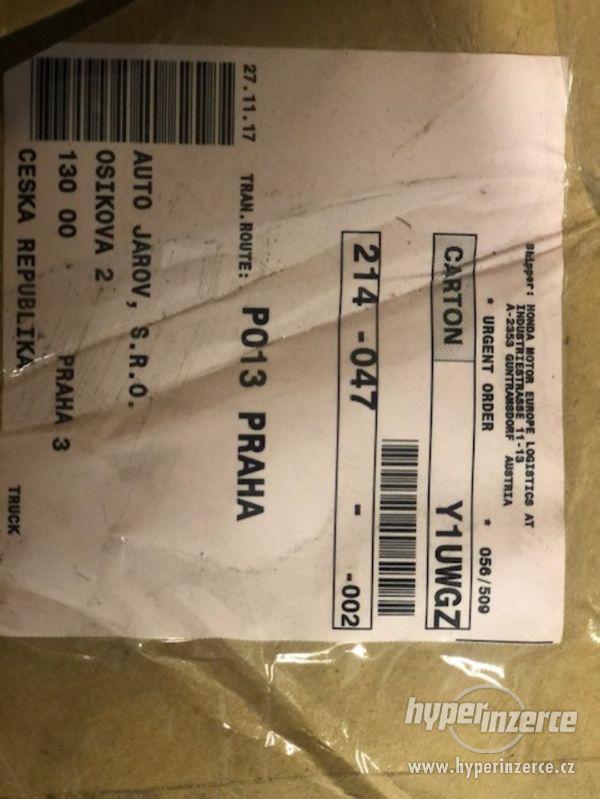 Shipper: HONDA MOTOR EUROPE LOGISTICS AT
INDUSTRIESTRASSE 11-13
A-2353 GUNTRAMSDORF AUSTRIA
* URGENT ORDER * 056/509
CARTON Y1UWGZ
214-047 - -002
27.11.17 TRAN.ROUTE: P013 PRAHA
AUTO JAROV, S.R.O.
OSIKOVA 2
130 00 PRAHA 3
CESKA REPUBLIKA
TRUCK
hyperinzerce
www.hyperinzerce.cz